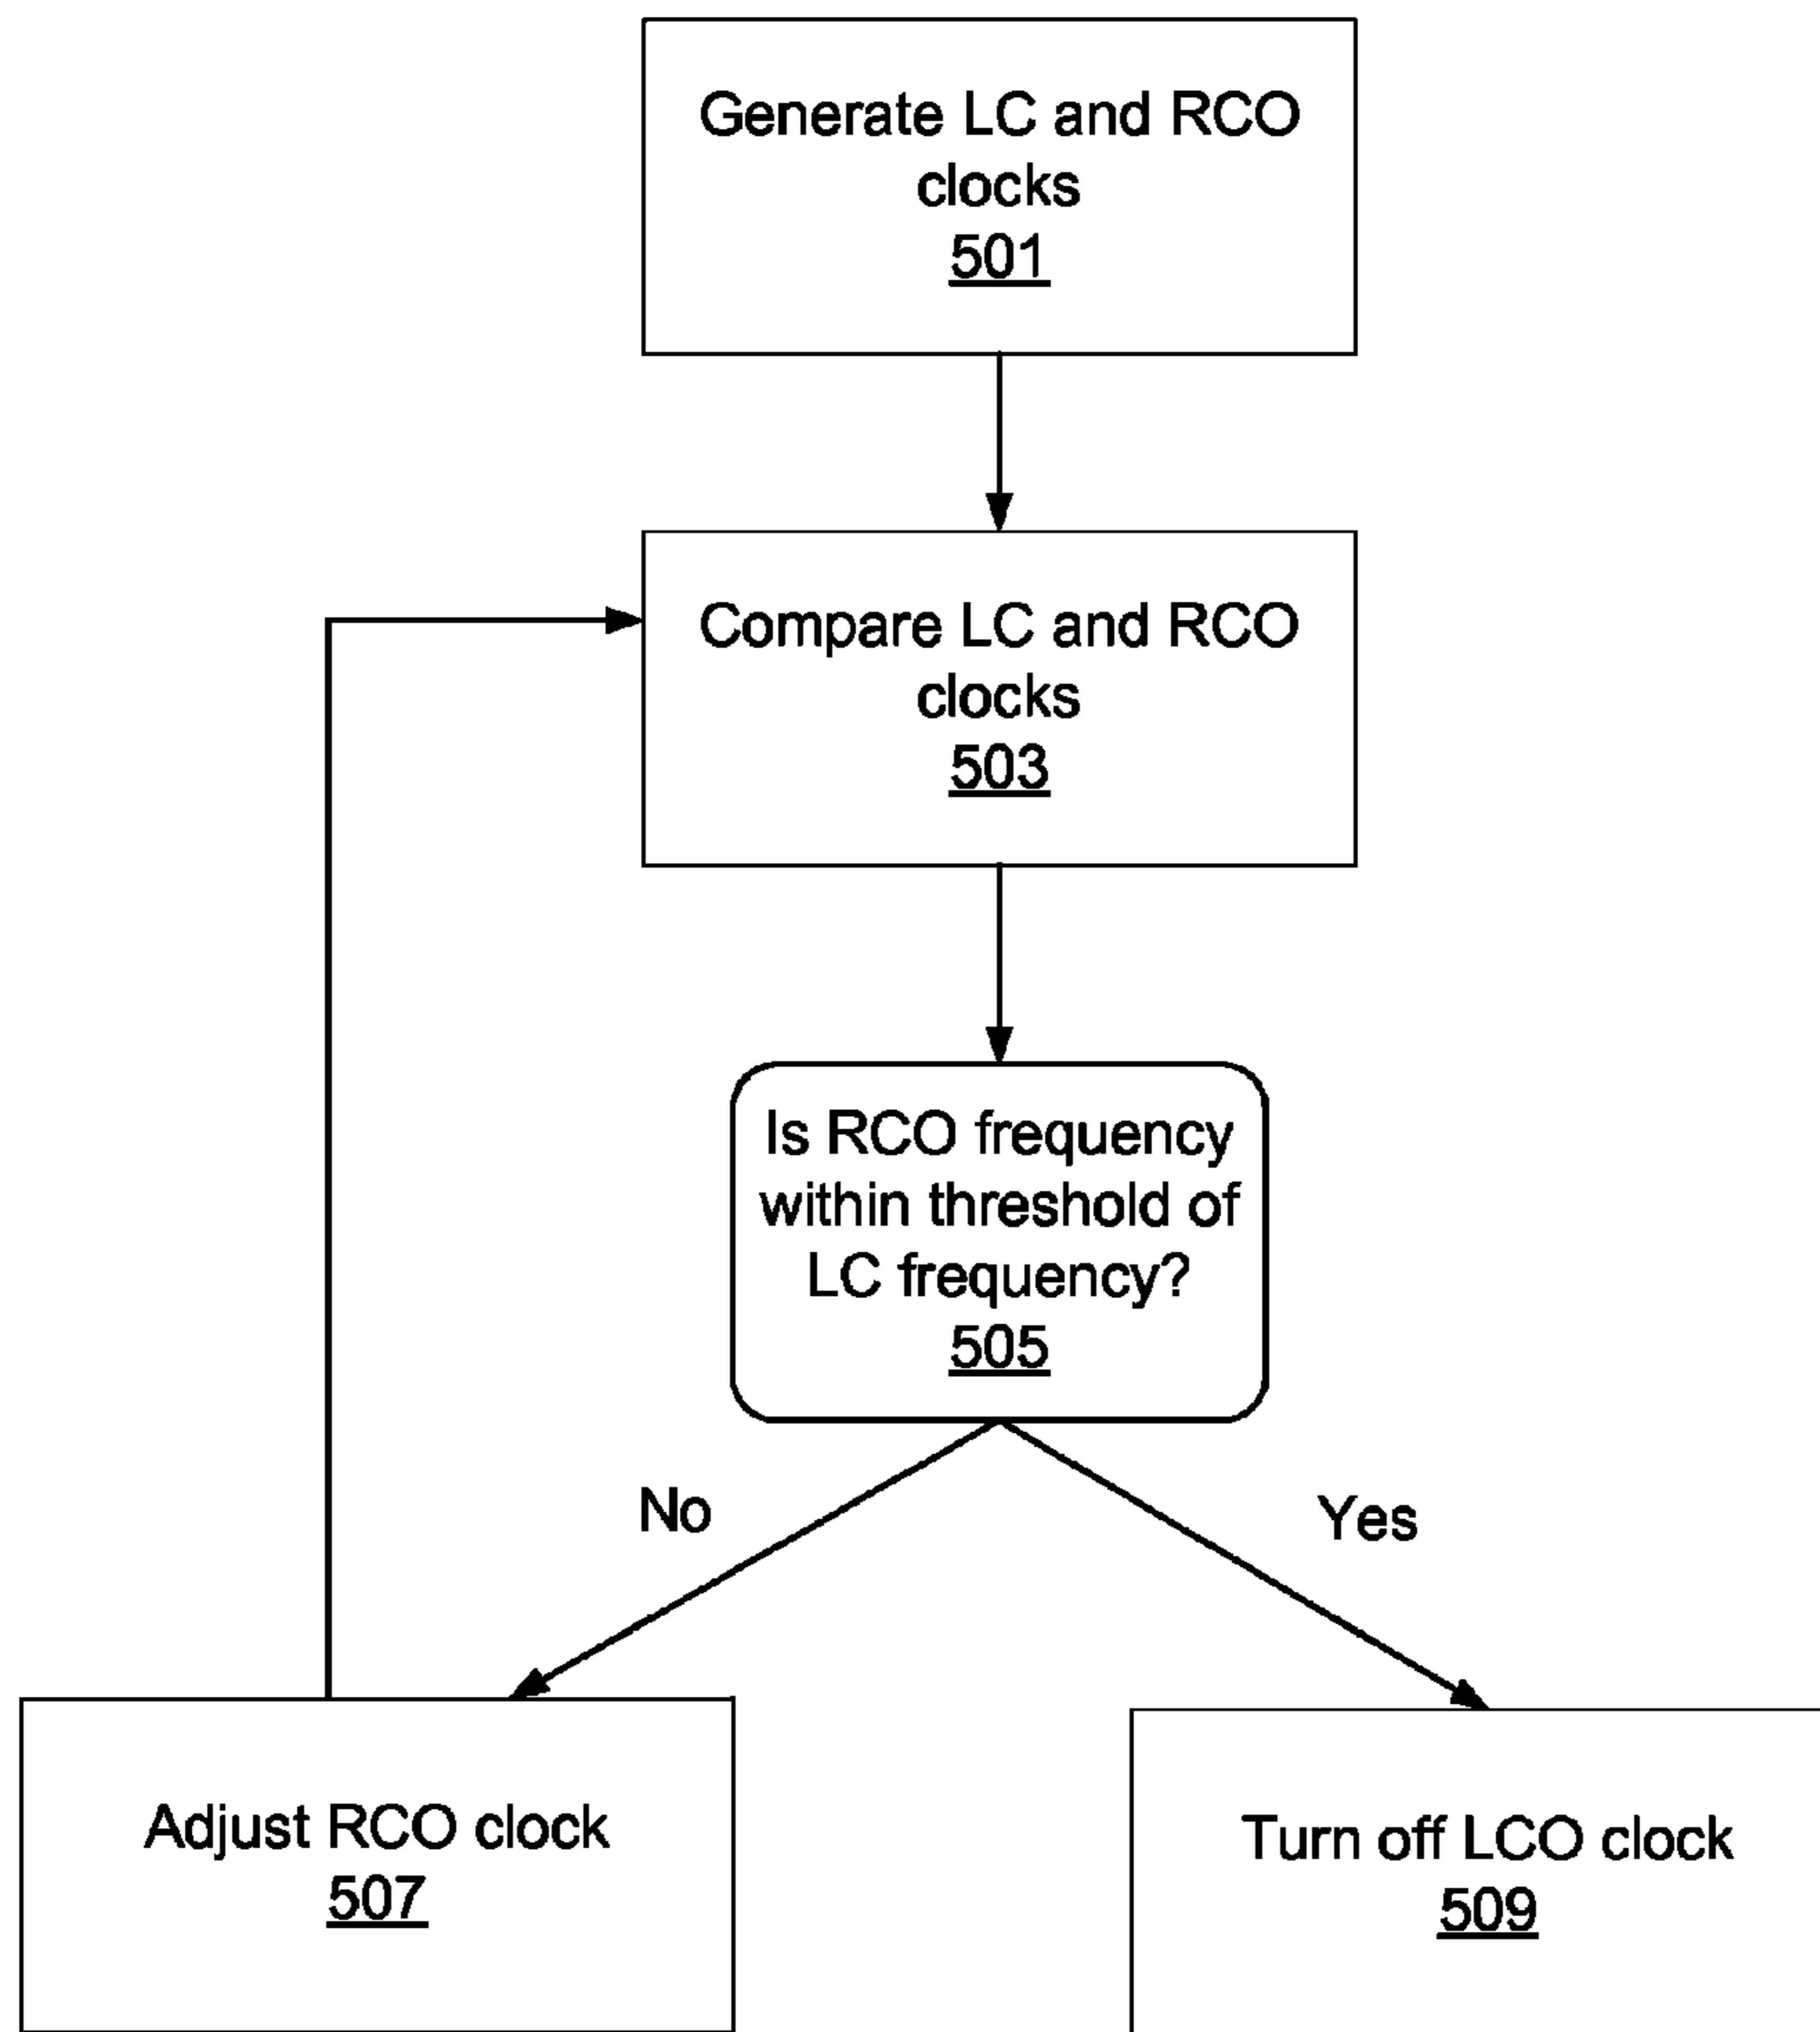 Generate LC and RCO
clocks
501
Compare LC and RCO
clocks
503
Is RCO frequency
within threshold of
LC frequency?
505
No
Yes
Adjust RCO clock
507
Turn off LCO clock
509